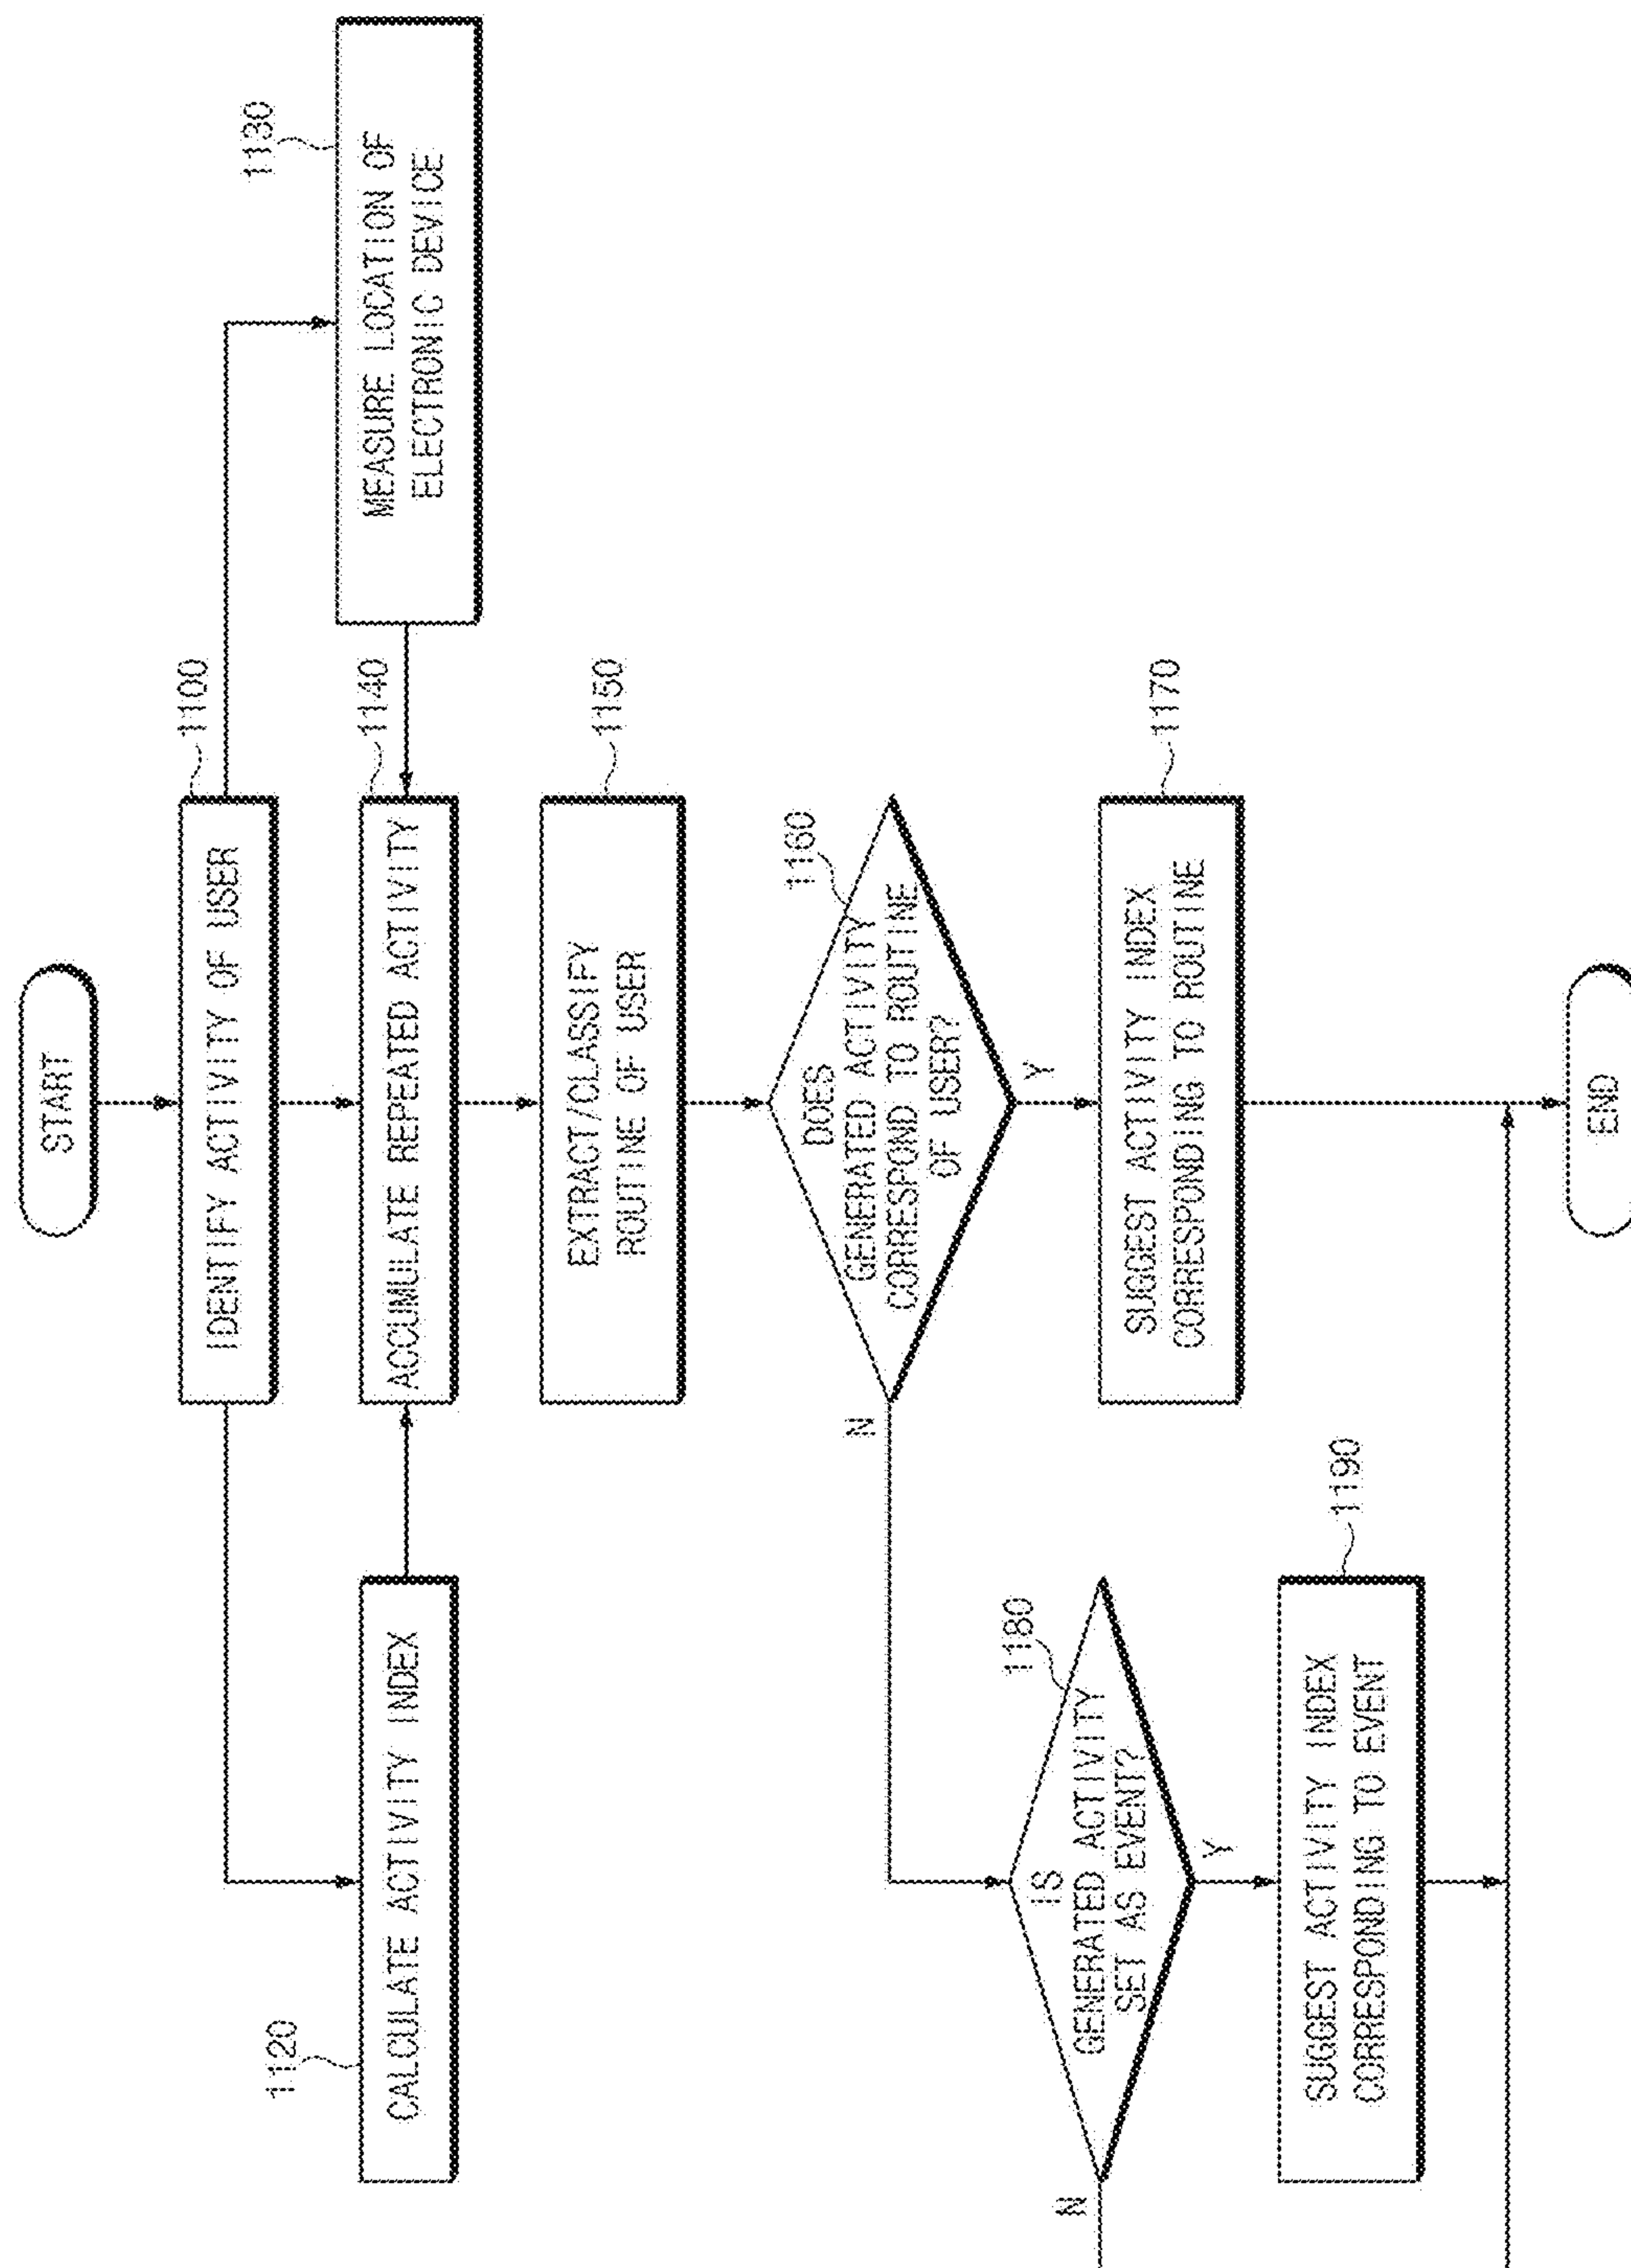 START
1100
IDENTIFY ACTIVITY OF USER
1120
CALCULATE ACTIVITY INDEX
1130
MEASURE LOCATION OF
ELECTRONIC DEVICE
1140
ACCUMULATE REPEATED ACTIVITY
1150
EXTRACT/CLASSIFY
ROUTINE OF USER
1160
DOES
GENERATED ACTIVITY
CORRESPOND TO ROUTINE
OF USER?
N
Y
1170
SUGGEST ACTIVITY INDEX
CORRESPONDING TO ROUTINE
1180
IS
GENERATED ACTIVITY
SET AS EVENT?
N
Y
1190
SUGGEST ACTIVITY INDEX
CORRESPONDING TO EVENT
END